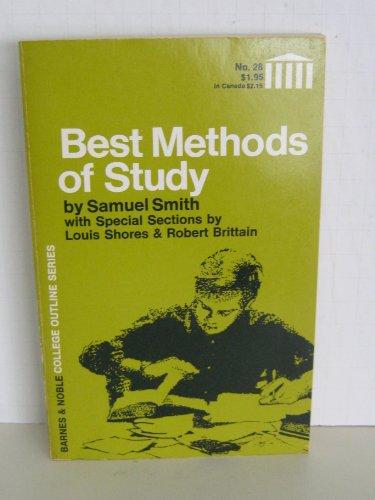 No. 28
$1.95
In Canada $2.15
Best Methods
of Study
by Samuel Smith
with Special Sections by
Louis Shores & Robert Brittain
BARNES & NOBLE COLLEGE OUTLINE SERIES